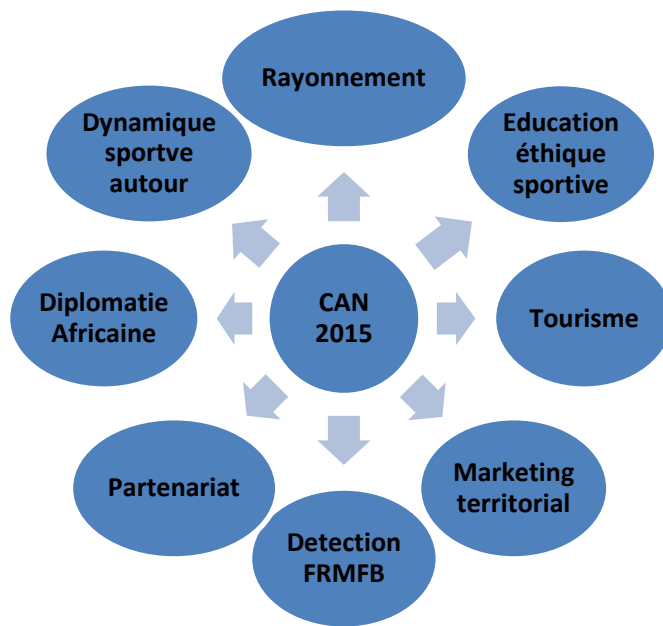 Rayonnement
Dynamique
sportve
autour
Education
éthique
sportive
Diplomatie
Africaine
CAN
2015
Tourisme
Partenariat
Marketing
territorial
Detection
FRMFB